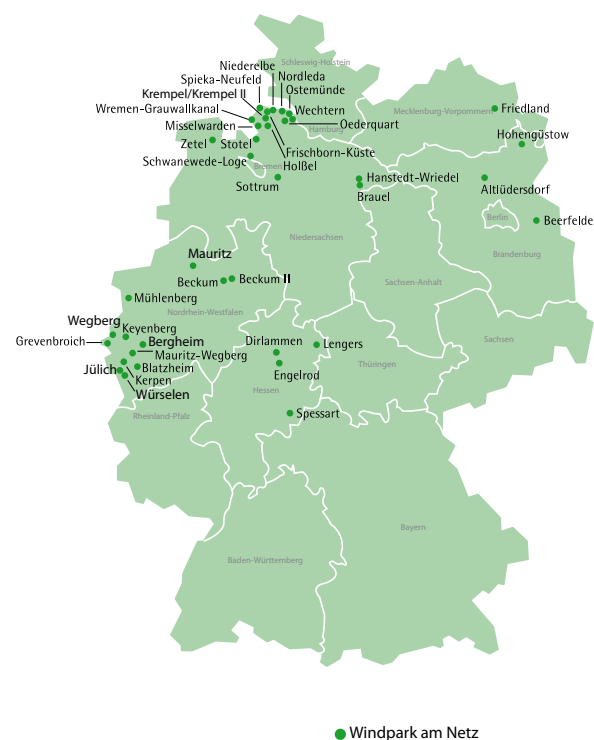 Schleswig-Holstein
Niederelbe
Nordleda
Spieka-Neufeld
Ostemünde
Krempel/Krempel II
Wremen-Grauwallkanal
Wechtern
Mecklenburg-Vorpommern
Friedland
Misselwarden
Oederquart
Hamburg
Hohengüstow
Zetel
Stotel
Frischborn-Küste
Schwanewede-Loge
Bremen
Holßel
Sottrum
Hanstedt-Wriedel
Altlüdersdorf
Brauel
Berlin
Beerfelde
Niedersachsen
Mauritz
Brandenburg
Beckum
Beckum II
Sachsen-Anhalt
Mühlenberg
Nordrhein-Westfalen
Wegberg
Keyenberg
Grevenbroich
Bergheim
Dirlammen
Lengers
Sachsen
Mauritz-Wegberg
Thüringen
Jülich
Blatzheim
Kerpen
Engelrod
Würselen
Hessen
Rheinland-Pfalz
Spessart
Bayern
Baden-Württemberg
Windpark am Netz